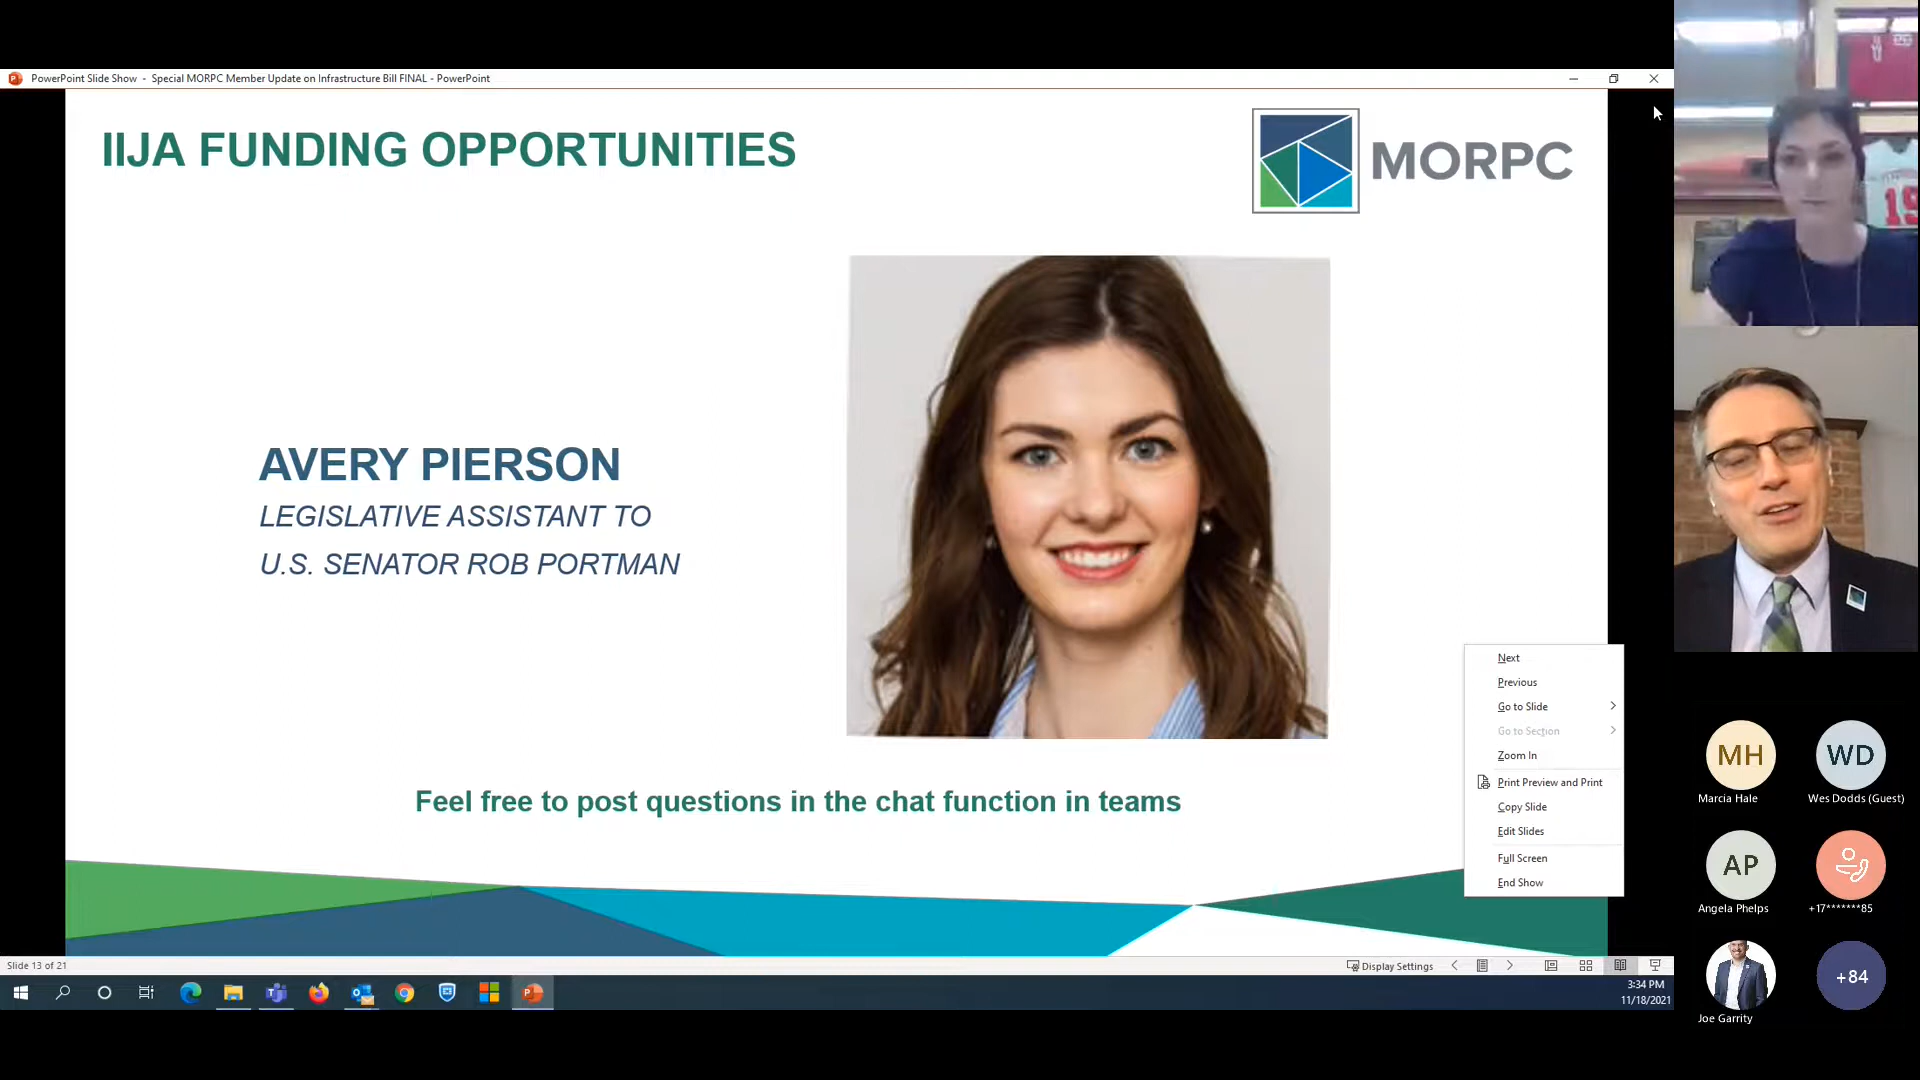 PowerPoint Slide Show - Special MORPC Member Update on Infrastructure Bill FINAL - PowerPoint
IIJA FUNDING OPPORTUNITIES
MORPC
AVERY PIERSON
LEGISLATIVE ASSISTANT TO
U.S. SENATOR ROB PORTMAN
Feel free to post questions in the chat function in teams
Next
Previous
Go to Slide
Go to Section
Zoom In
Print Preview and Print
Copy Slide
Edit Slides
Full Screen
End Show
Slide 13 of 21
Display Settings
3:34 PM
11/18/2021
19
MH
WD
Marcia Hale
Wes Dodds (Guest)
AP
Angela Phelps
+17*******85
+84
Joe Garrity